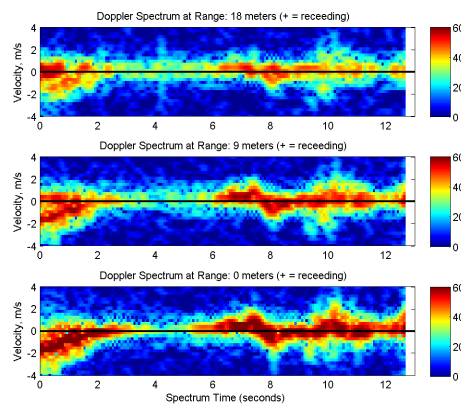 Doppler Spectrum at Range: 18 meters (+ = receeding)
Velocity, m/s
4
2
0
-2
-4
0 2 4 6 8 10 12
60
40
20
0
Doppler Spectrum at Range: 9 meters (+ = receeding)
Velocity, m/s
4
2
0
-2
-4
0 2 4 6 8 10 12
60
40
20
0
Doppler Spectrum at Range: 0 meters (+ = receeding)
Velocity, m/s
4
2
0
-2
-4
0 2 4 6 8 10 12
60
40
20
0
Spectrum Time (seconds)